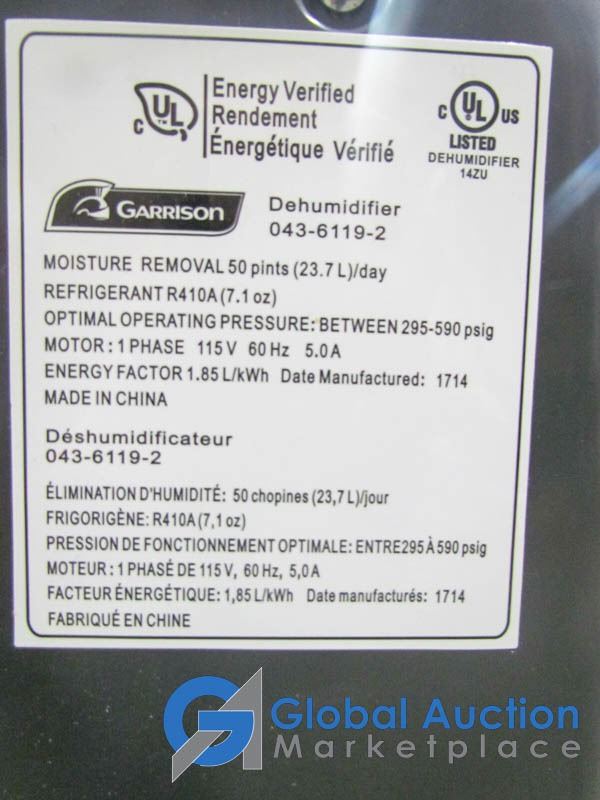 C UL
Energy Verified
Rendement
Énergétique Vérifié
C UL US
LISTED
DEHUMIDIFIER
14ZU
GARRISON
Dehumidifier
043-6119-2
MOISTURE REMOVAL 50 pints (23.7 L)/day
REFRIGERANT R410A (7.1 oz)
OPTIMAL OPERATING PRESSURE: BETWEEN 295-590 psig
MOTOR: 1 PHASE 115 V 60 Hz 5.0 A
ENERGY FACTOR 1.85 L/kWh Date Manufactured: 1714
MADE IN CHINA
Déshumidificateur
043-6119-2
ÉLIMINATION D'HUMIDITÉ: 50 chopines (23,7 L)/jour
FRIGORIGÈNE: R410A (7,1 oz)
PRESSION DE FONCTIONNEMENT OPTIMALE: ENTRE 295 À 590 psig
MOTEUR: 1 PHASÉ DE 115 V, 60 Hz, 5,0 A
FACTEUR ÉNERGÉTIQUE: 1,85 L/kWh Date manufacturés: 1714
FABRIQUÉ EN CHINE
Global Auction
Marketplace